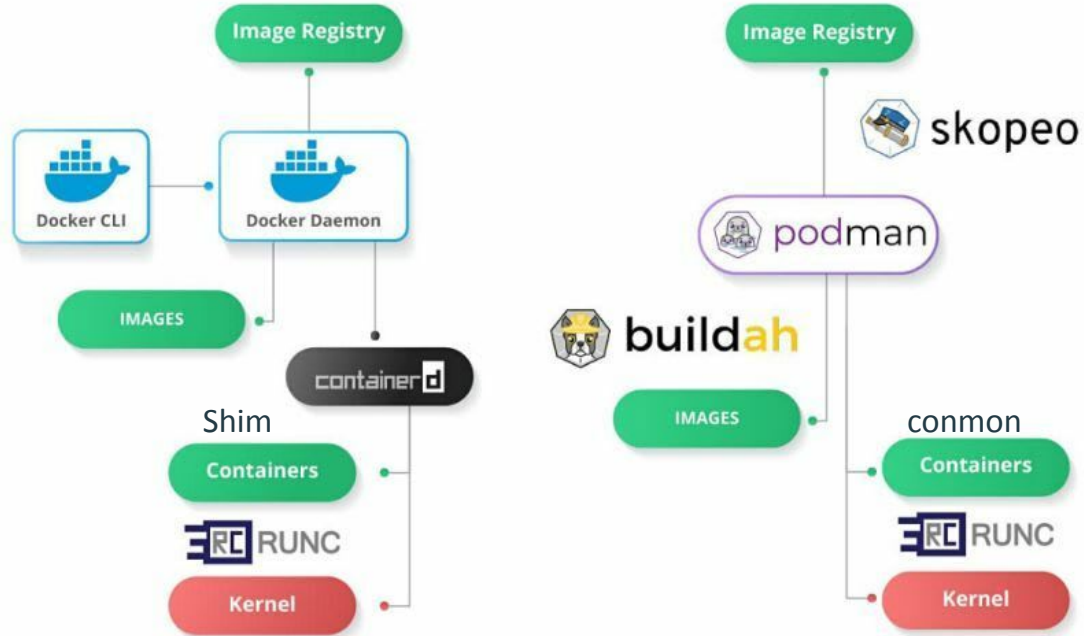 Image Registry
Docker CLI
Docker Daemon
IMAGES
containerd
Shim
Containers
RC RUNC
Kernel
Image Registry
skopeo
podman
buildah
IMAGES
conmon
Containers
RC RUNC
Kernel